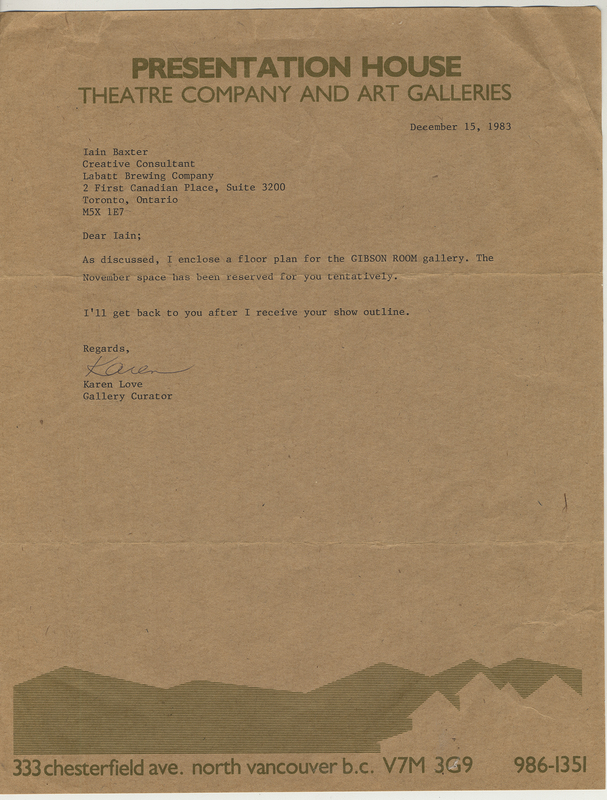 PRESENTATION HOUSE
THEATRE COMPANY AND ART GALLERIES
December 15, 1983
Iain Baxter
Creative Consultant
Labatt Brewing Company
2 First Canadian Place, Suite 3200
Toronto, Ontario
M5X 1E7
Dear Iain;
As discussed, I enclose a floor plan for the GIBSON ROOM gallery. The
November space has been reserved for you tentatively.
I'll get back to you after I receive your show outline.
Regards,
Karen
Karen Love
Gallery Curator
333 chesterfield ave. north vancouver b.c. V7M 3G9 986-1351